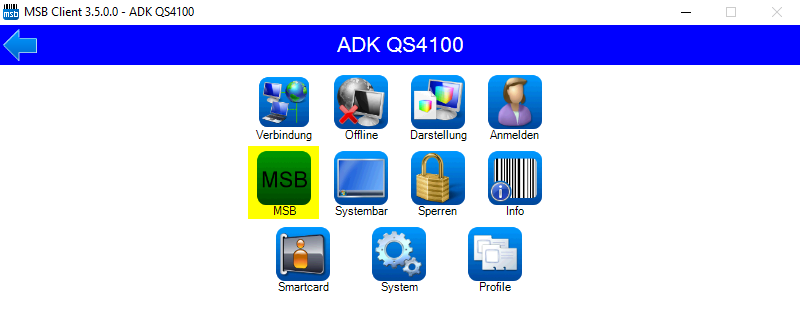 msb MSB Client 3.5.0.0 - ADK QS4100
ADK QS4100
Verbindung Offline Darstellung Anmelden
MSB
MSB Systembar Sperren Info
Smartcard System Profile